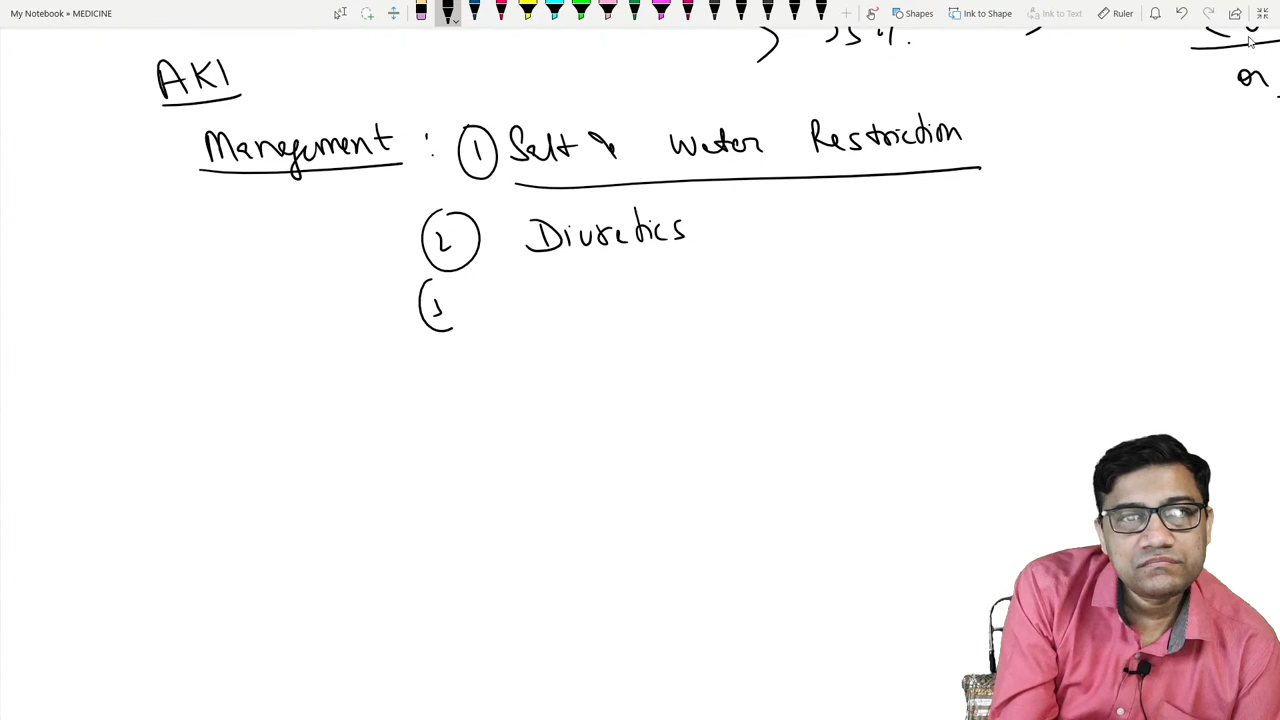 My Notebook » MEDICINE
Shapes Ink to Shape Ink to Text Ruler
or
AKI
Management : ① Salt & Water Restriction
② Diuretics